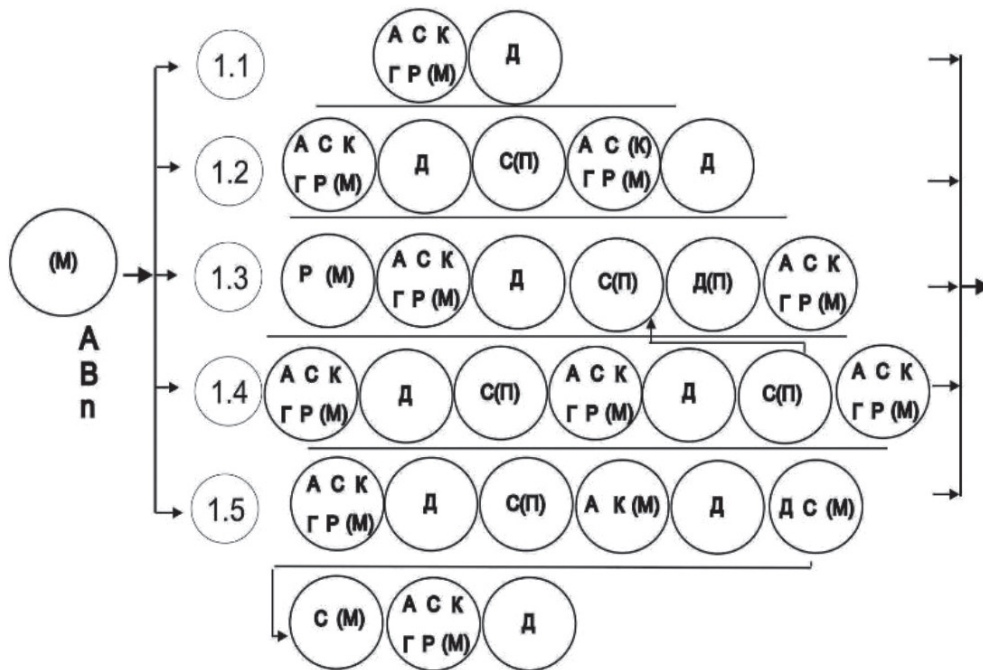 (М)
А
В
n
1.1
А С К
Г Р (М)
Д
1.2
А С К
Г Р (М)
Д
С(П)
А С (К)
Г Р (М)
Д
1.3
Р (М)
А С К
Г Р (М)
Д
С(П)
Д(П)
А С К
Г Р (М)
1.4
А С К
Г Р (М)
Д
С(П)
А С К
Г Р (М)
Д
С(П)
А С К
Г Р (М)
1.5
А С К
Г Р (М)
Д
С(П)
А К (М)
Д
Д С (М)
С (М)
А С К
Г Р (М)
Д